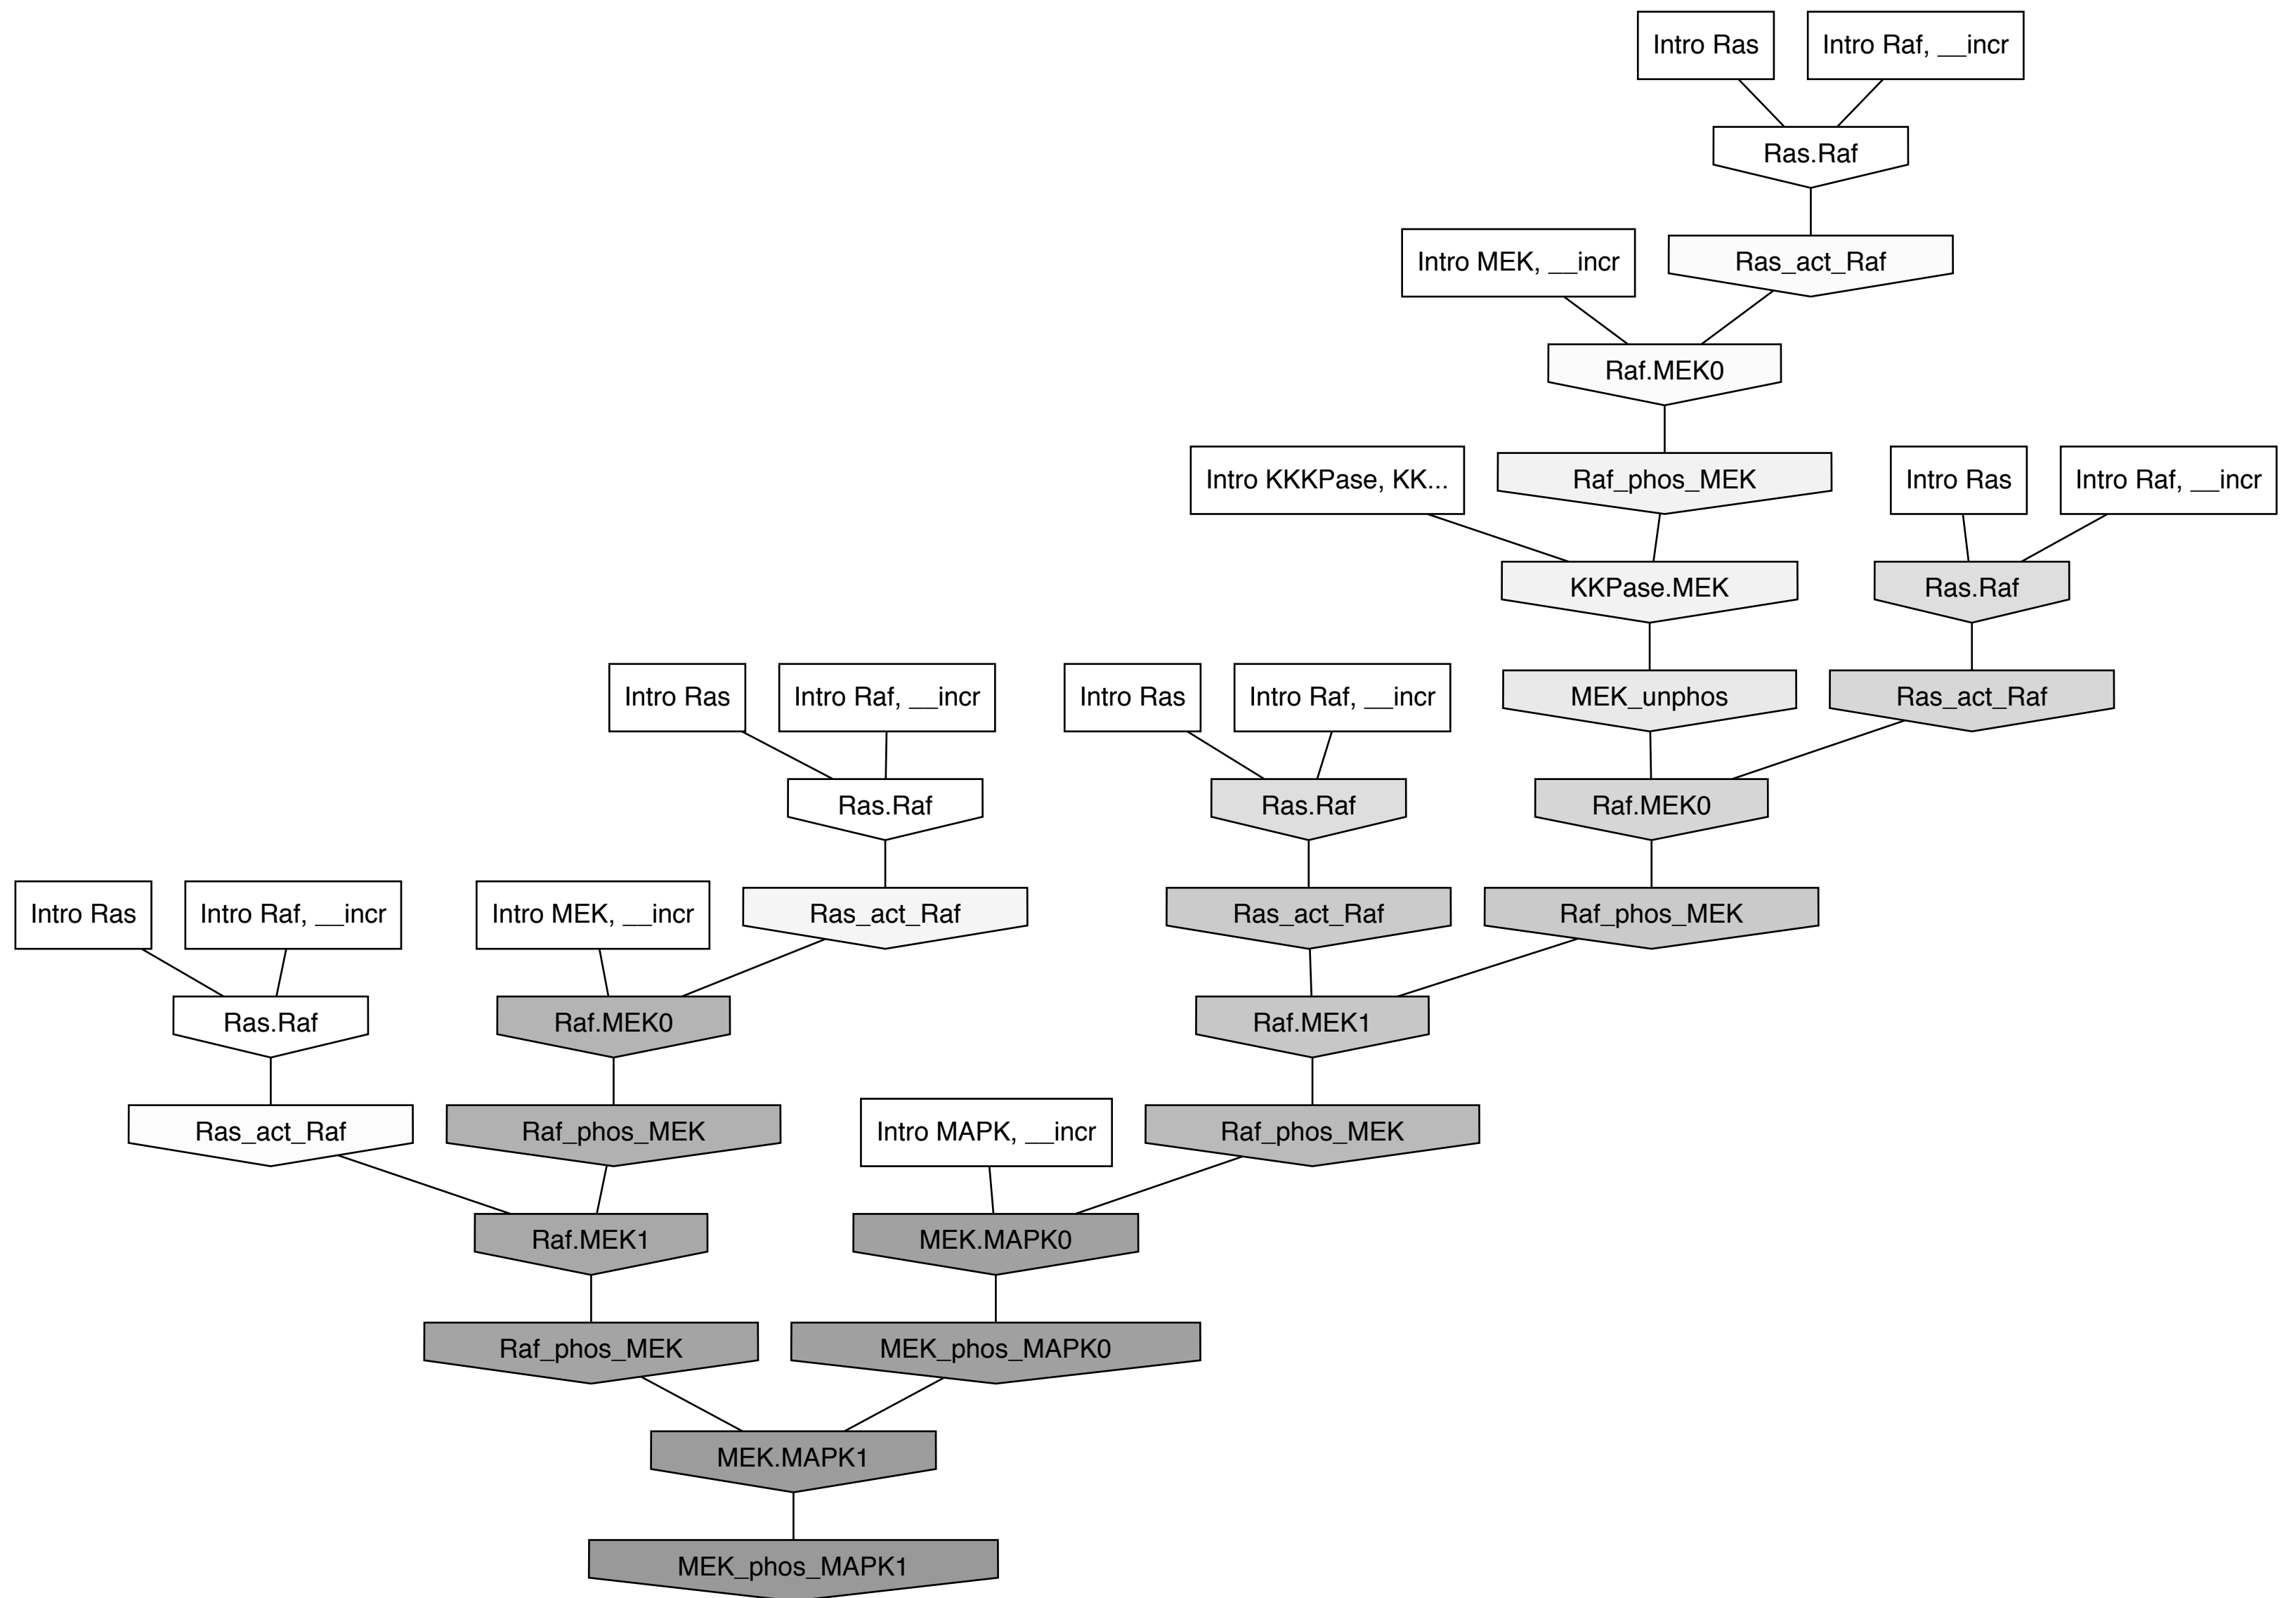 Intro Ras
Intro Raf, __incr
Ras.Raf
Intro MEK, __incr
Ras_act_Raf
Raf.MEK0
Intro KKKPase, KK...
Raf_phos_MEK
Intro Ras
Intro Raf, __incr
KKPase.MEK
Ras.Raf
Intro Ras
Intro Raf, __incr
Intro Ras
Intro Raf, __incr
MEK_unphos
Ras_act_Raf
Ras.Raf
Ras.Raf
Raf.MEK0
Intro Ras
Intro Raf, __incr
Intro MEK, __incr
Ras_act_Raf
Ras_act_Raf
Raf_phos_MEK
Ras.Raf
Raf.MEK0
Raf.MEK1
Ras_act_Raf
Raf_phos_MEK
Intro MAPK, __incr
Raf_phos_MEK
Raf.MEK1
MEK.MAPK0
Raf_phos_MEK
MEK_phos_MAPK0
MEK.MAPK1
MEK_phos_MAPK1